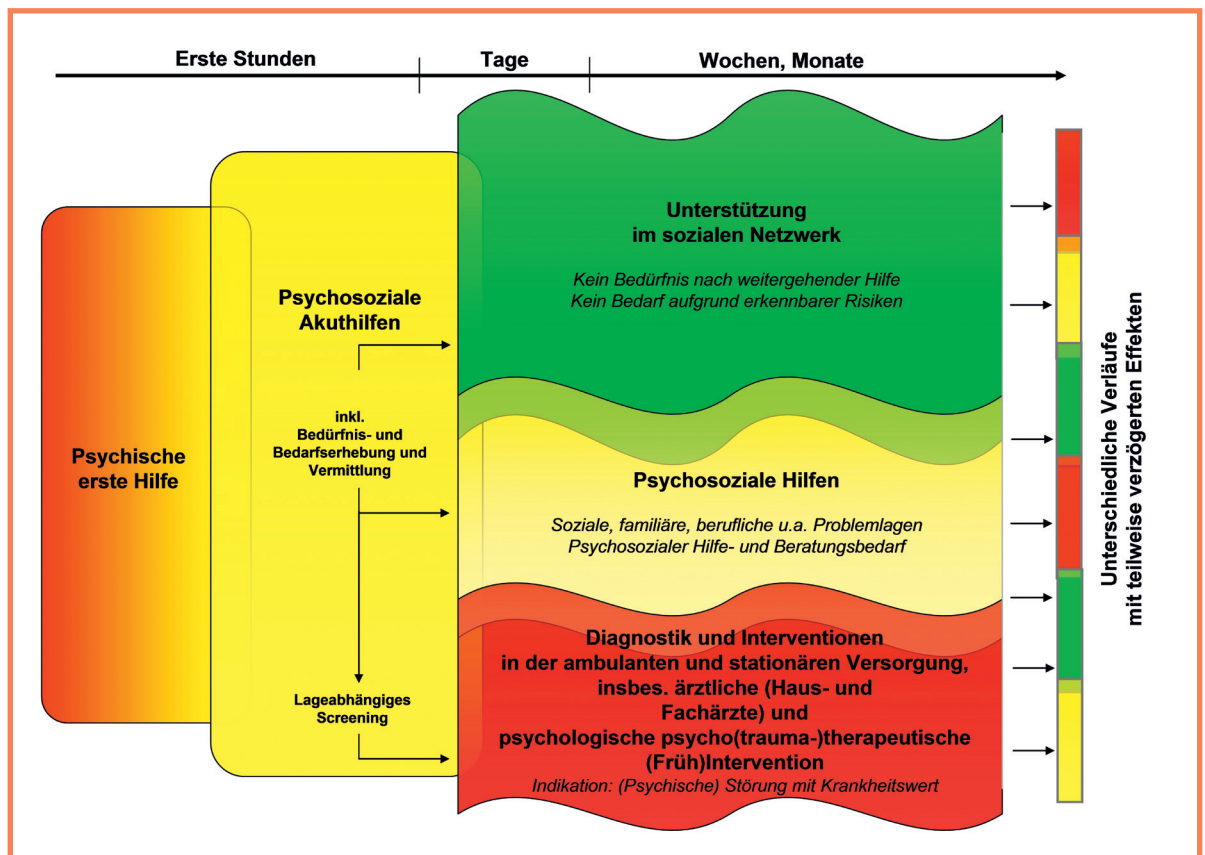 Erste Stunden
Tage
Wochen, Monate
Psychische
erste Hilfe
Psychosoziale
Akuthilfen
inkl.
Bedürfnis- und
Bedarfserhebung und
Vermittlung
Lageabhängiges
Screening
Unterstützung
im sozialen Netzwerk
Kein Bedürfnis nach weitergehender Hilfe
Kein Bedarf aufgrund erkennbarer Risiken
Psychosoziale Hilfen
Soziale, familiäre, berufliche u.a. Problemlagen
Psychosozialer Hilfe- und Beratungsbedarf
Diagnostik und Interventionen
in der ambulanten und stationären Versorgung,
insbes. ärztliche (Haus- und
Fachärzte) und
psychologische psycho(trauma-)therapeutische
(Früh)Intervention
Indikation: (Psychische) Störung mit Krankheitswert
Unterschiedliche Verläufe
mit teilweise verzögerten Effekten